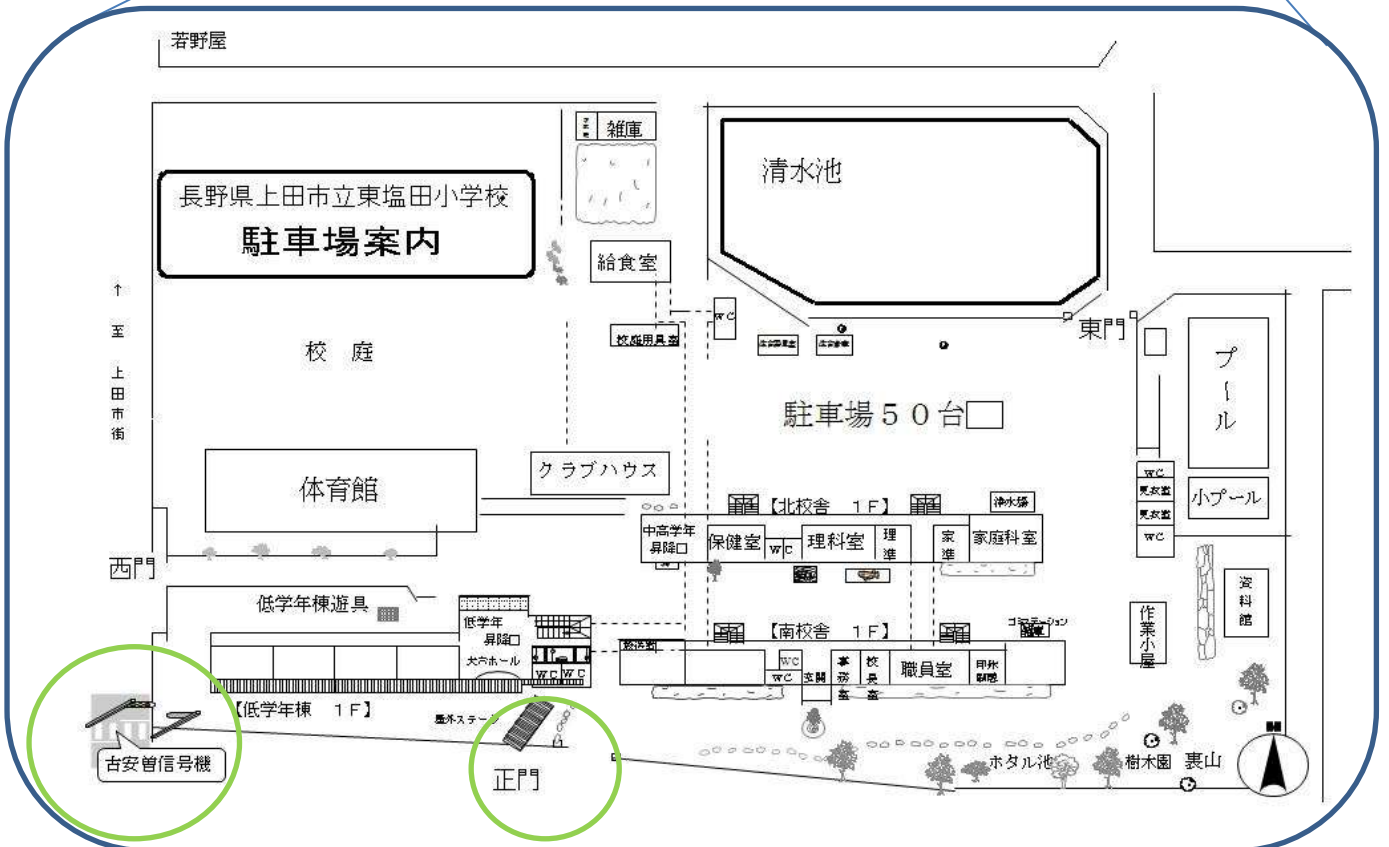 若野屋
雑庫
清水池
長野県上田市立東塩田小学校
駐車場案内
給食室
↑至上田市街
校庭
校庭用具室
WC
東門
プール
駐車場50台
体育館
クラブハウス
WC
更衣室
更衣室
WC
小プール
【北校舎 1F】
浄水場
中高学年
昇降口
保健室
WC
理科室
理準
家準
家庭科室
西門
資料館
低学年棟遊具
低学年
昇降口
大穴ホール
WC WC
【南校舎 1F】
放送室
WC
WC
玄関
事務室
校長室
職員室
作業小屋
【低学年棟 1F】
屋外ステージ
古安曽信号機
正門
ホタル池
樹木園
裏山